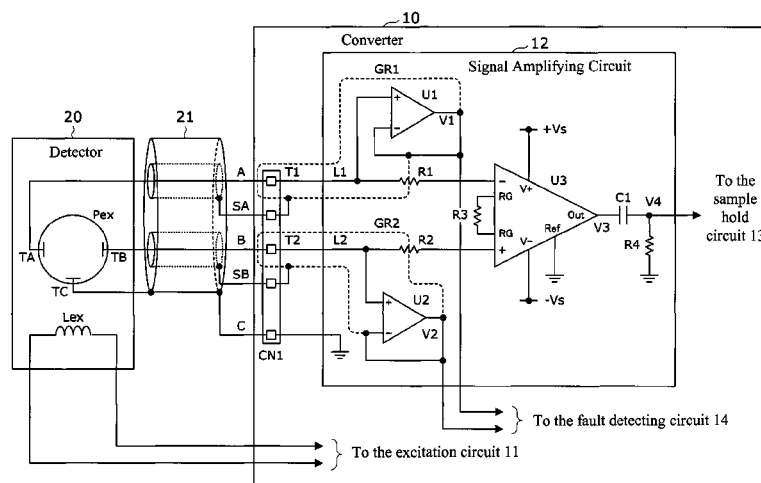 10
Converter
12
Signal Amplifying Circuit
GR1
U1
+
−
V1
20
21
Detector
A
T1
L1
R1
SA
Pex
TA
TB
TC
B
T2
GR2
L2
R2
SB
C
CN1
+
−
U2
V2
+Vs
−
V+
U3
RG
R3
RG
+
V−
Ref
Out
V3
C1
V4
R4
-Vs
To the
sample
hold
circuit 13
Lex
To the fault detecting circuit 14
To the excitation circuit 11